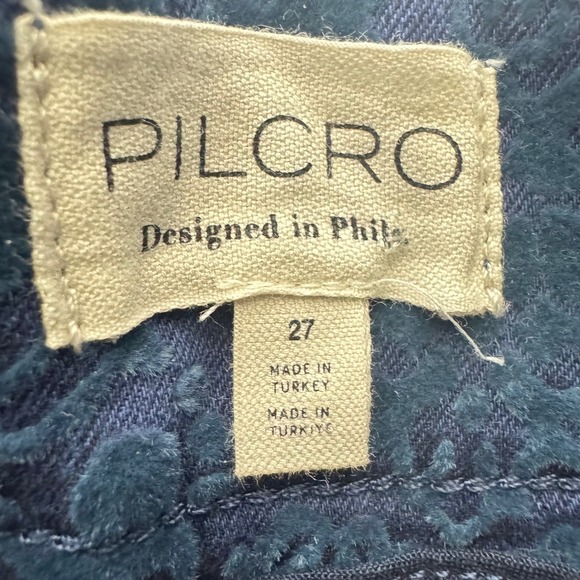 PILCRO
Designed in Phila.
27
MADE IN
TURKEY
MADE IN
TURKIYE